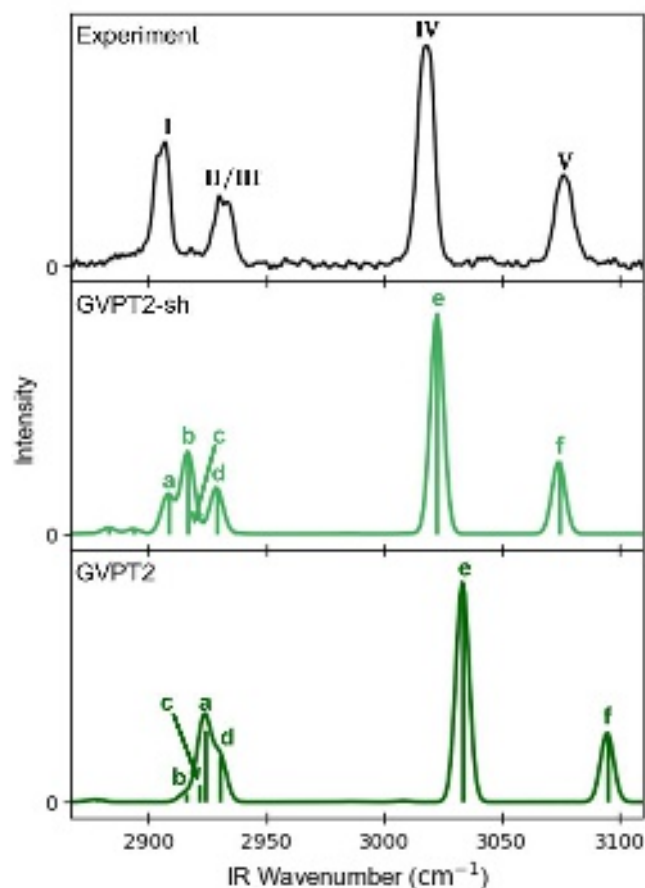 Experiment
I
II/III
IV
V
0
GVPT2-sh
a
b
c
d
e
f
0
GVPT2
c
b
a
d
e
f
0
Intensity
2900 2950 3000 3050 3100
IR Wavenumber (cm⁻¹)